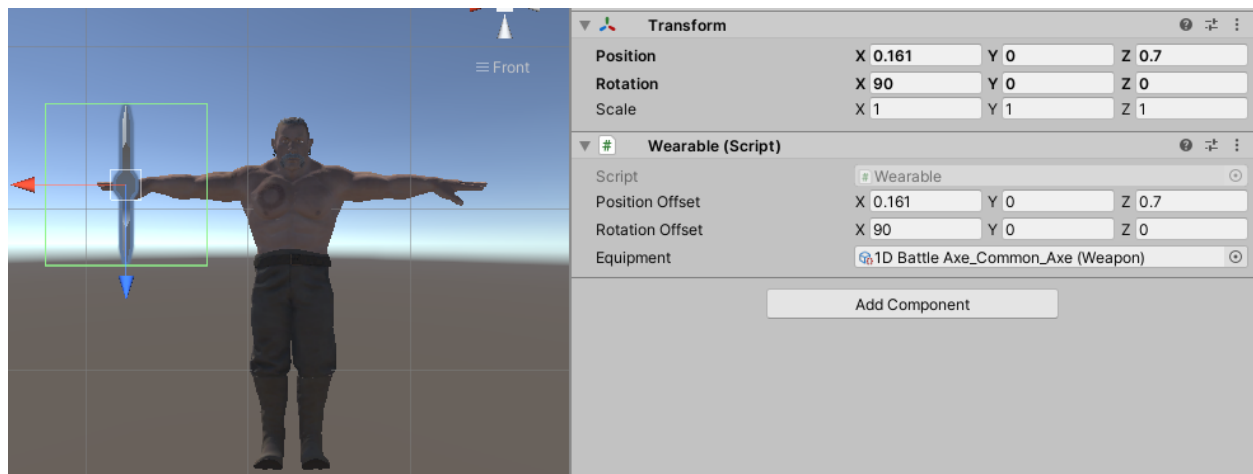 Front
Transform
Position X 0.161 Y 0 Z 0.7
Rotation X 90 Y 0 Z 0
Scale X 1 Y 1 Z 1
# Wearable (Script)
Script # Wearable
Position Offset X 0.161 Y 0 Z 0.7
Rotation Offset X 90 Y 0 Z 0
Equipment 1D Battle Axe_Common_Axe (Weapon)
Add Component